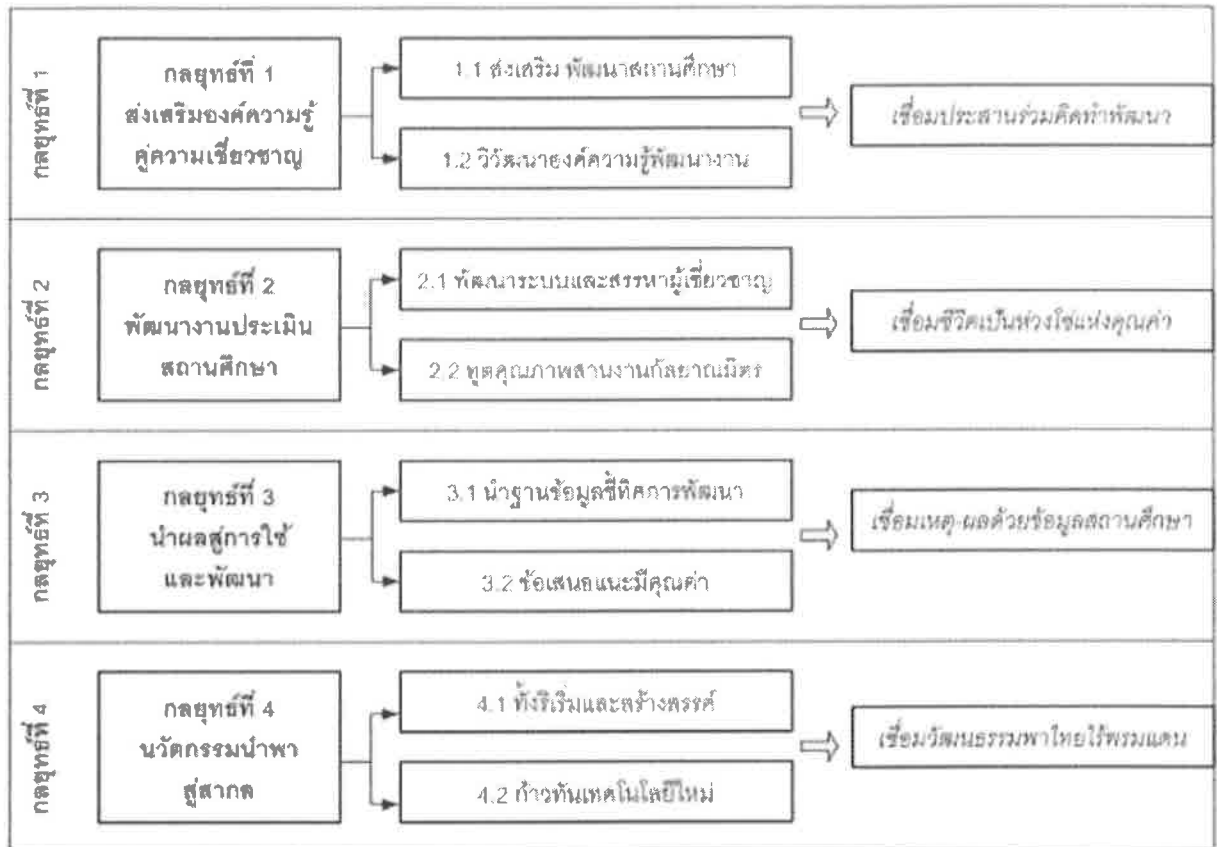 กลยุทธ์ที่ 1
กลยุทธ์ที่ 1
ส่งเสริมองค์ความรู้
คู่ความเชี่ยวชาญ
1.1 ส่งเสริม พัฒนาสถานศึกษา
1.2 วิวัฒนาองค์ความรู้พัฒนางาน
เชื่อมประสานร่วมคิดทำพัฒนา
กลยุทธ์ที่ 2
กลยุทธ์ที่ 2
พัฒนางานประเมิน
สถานศึกษา
2.1 พัฒนาระบบและสรรหาผู้เชี่ยวชาญ
2.2 ทูตคุณภาพสานงานกัลยาณมิตร
เชื่อมชีวิตเป็นห่วงโซ่แห่งคุณค่า
กลยุทธ์ที่ 3
กลยุทธ์ที่ 3
นำผลสู่การใช้
และพัฒนา
3.1 นำฐานข้อมูลชี้ทิศการพัฒนา
3.2 ข้อเสนอแนะมีคุณค่า
เชื่อมเหตุ-ผลด้วยข้อมูลสถานศึกษา
กลยุทธ์ที่ 4
กลยุทธ์ที่ 4
นวัตกรรมนำพา
สู่สากล
4.1 ทั้งริเริ่มและสร้างสรรค์
4.2 ก้าวทันเทคโนโลยีใหม่
เชื่อมวัฒนธรรมพาไทยไร้พรมแดน